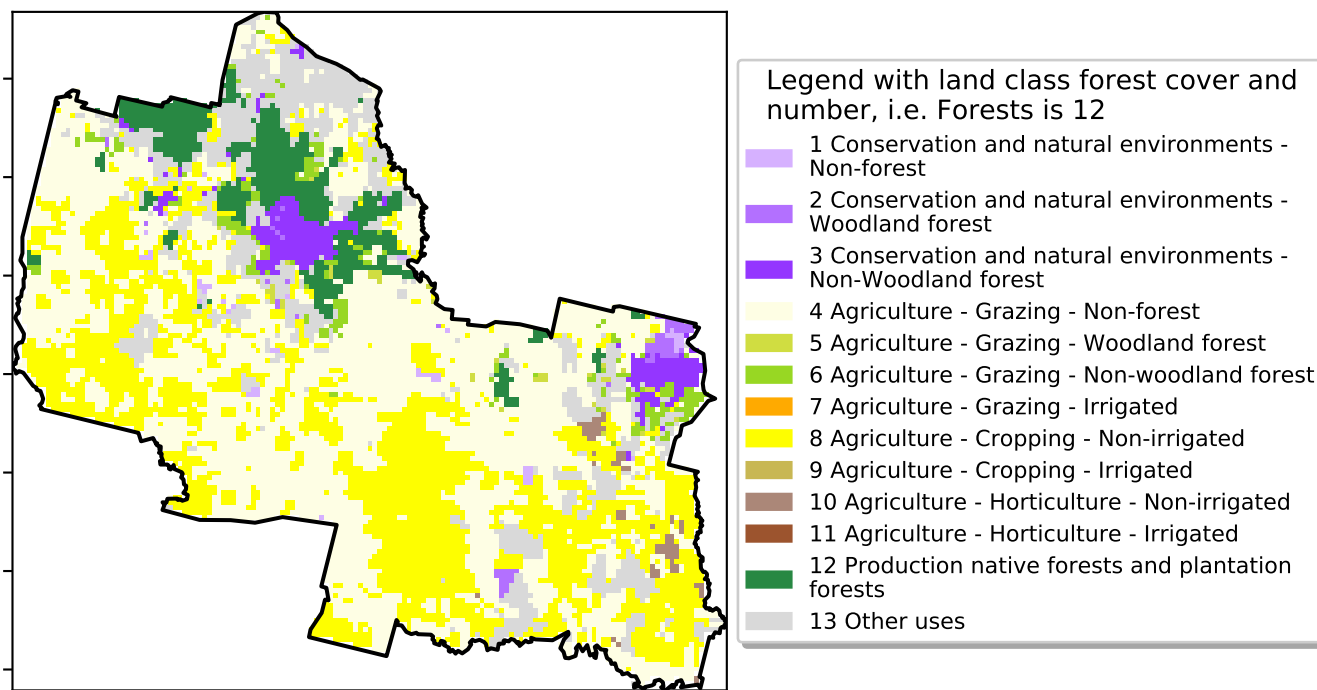 Legend with land class forest cover and
number, i.e. Forests is 12
1 Conservation and natural environments -
Non-forest
2 Conservation and natural environments -
Woodland forest
3 Conservation and natural environments -
Non-Woodland forest
4 Agriculture - Grazing - Non-forest
5 Agriculture - Grazing - Woodland forest
6 Agriculture - Grazing - Non-woodland forest
7 Agriculture - Grazing - Irrigated
8 Agriculture - Cropping - Non-irrigated
9 Agriculture - Cropping - Irrigated
10 Agriculture - Horticulture - Non-irrigated
11 Agriculture - Horticulture - Irrigated
12 Production native forests and plantation
forests
13 Other uses